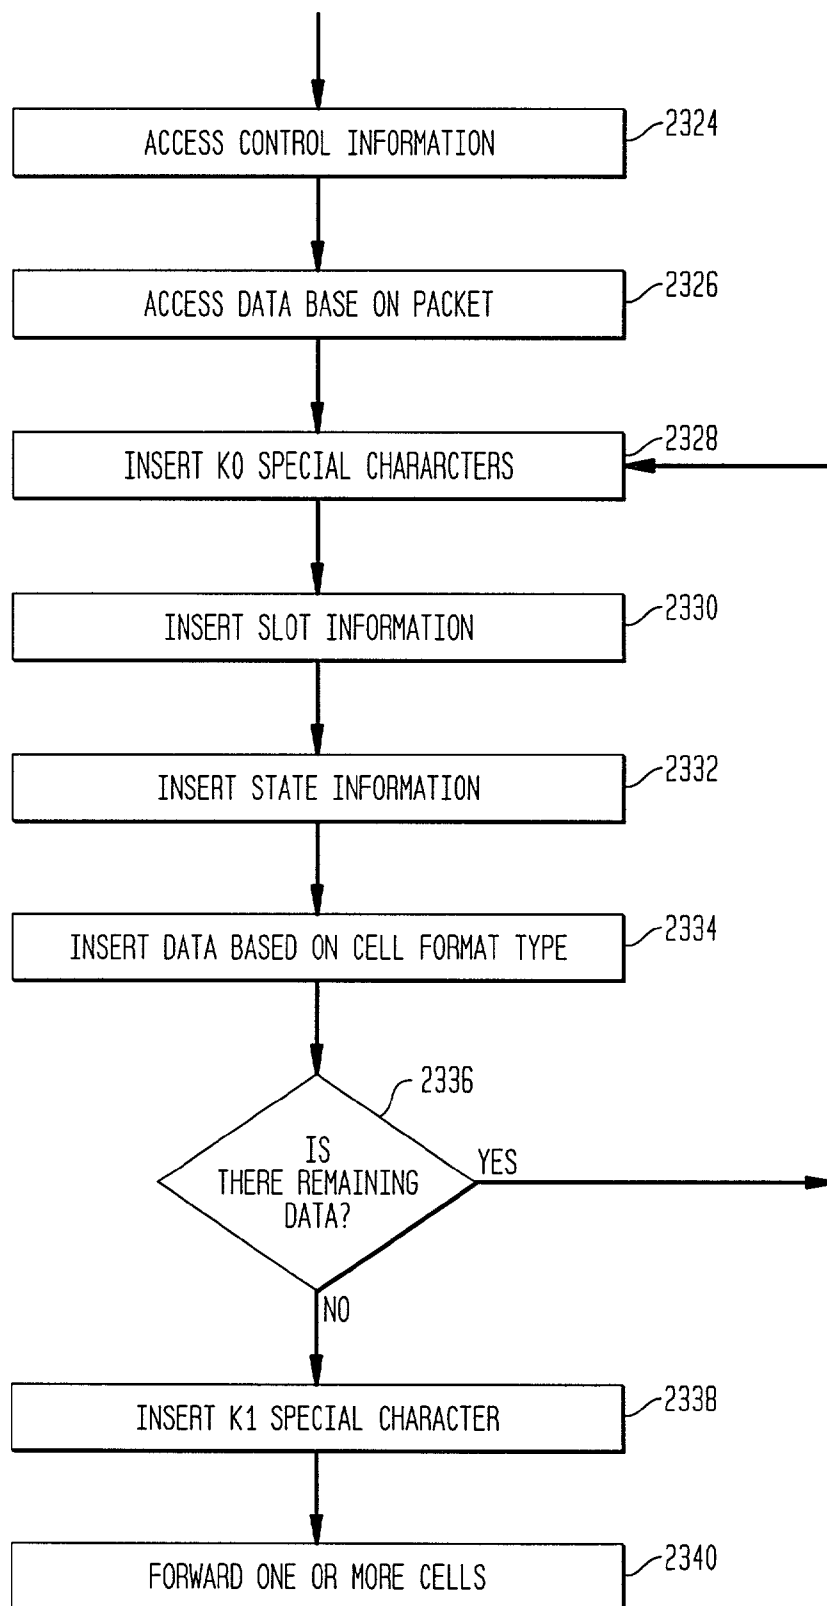 ACCESS CONTROL INFORMATION
2324
ACCESS DATA BASE ON PACKET
2326
INSERT K0 SPECIAL CHARARCTERS
2328
INSERT SLOT INFORMATION
2330
INSERT STATE INFORMATION
2332
INSERT DATA BASED ON CELL FORMAT TYPE
2334
2336
IS
THERE REMAINING
DATA?
YES
NO
INSERT K1 SPECIAL CHARACTER
2338
FORWARD ONE OR MORE CELLS
2340